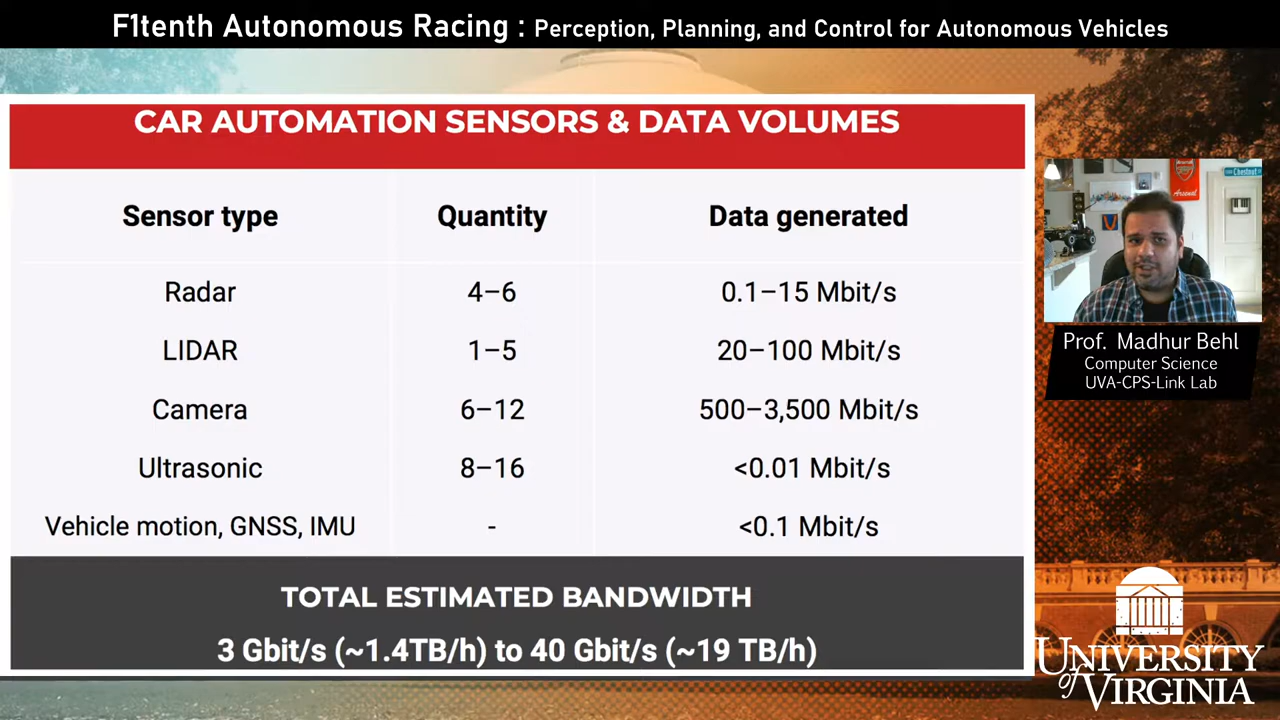 F1tenth Autonomous Racing : Perception, Planning, and Control for Autonomous Vehicles
CAR AUTOMATION SENSORS & DATA VOLUMES
Sensor type Quantity Data generated
Radar 4–6 0.1–15 Mbit/s
LIDAR 1–5 20–100 Mbit/s
Camera 6–12 500–3,500 Mbit/s
Ultrasonic 8–16 <0.01 Mbit/s
Vehicle motion, GNSS, IMU - <0.1 Mbit/s
TOTAL ESTIMATED BANDWIDTH
3 Gbit/s (~1.4TB/h) to 40 Gbit/s (~19 TB/h)
Arsenal
Chestnut
Prof. Madhur Behl
Computer Science
UVA-CPS-Link Lab
UNIVERSITY
of VIRGINIA